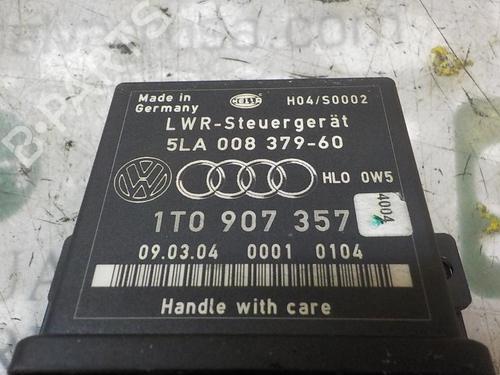 Made in
Germany
HELLA
H04/S0002
LWR-Steuergerät
5LA 008 379-60
HLO 0W5
1T0 907 357
4004
09.03.04 0001 0104
Handle with care
B-PARTS